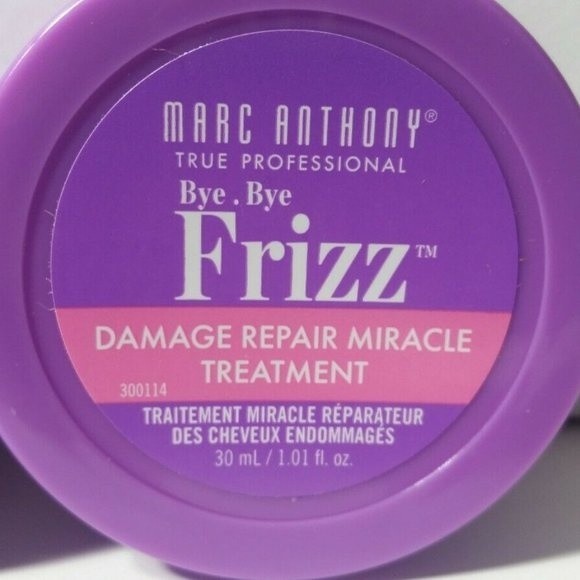 MARC ANTHONY®
TRUE PROFESSIONAL
Bye . Bye
Frizz™
DAMAGE REPAIR MIRACLE
TREATMENT
300114
TRAITEMENT MIRACLE RÉPARATEUR
DES CHEVEUX ENDOMMAGÉS
30 mL / 1.01 fl. oz.